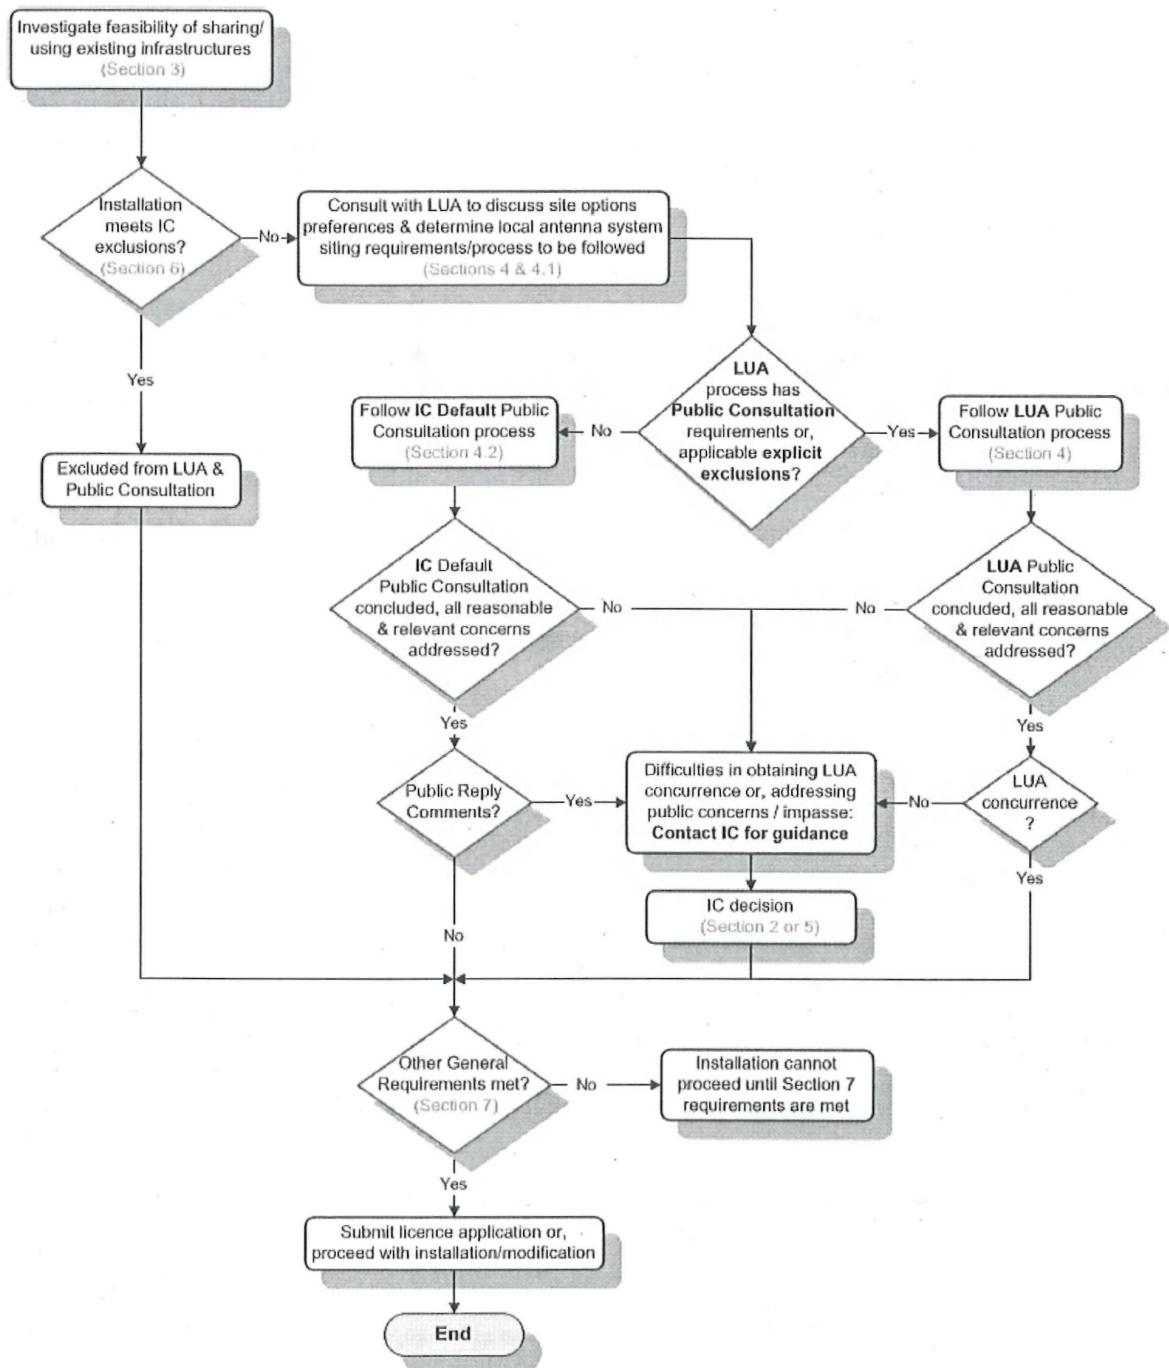 Investigate feasibility of sharing/
using existing infrastructures
(Section 3)
Installation
meets IC
exclusions?
(Section 6)
No
Consult with LUA to discuss site options
preferences & determine local antenna system
siting requirements/process to be followed
(Sections 4 & 4.1)
Yes
Excluded from LUA &
Public Consultation
LUA
process has
Public Consultation
requirements or,
applicable explicit
exclusions?
No
Follow IC Default Public
Consultation process
(Section 4.2)
Yes
Follow LUA Public
Consultation process
(Section 4)
IC Default
Public Consultation
concluded, all reasonable
& relevant concerns
addressed?
No
No
LUA Public
Consultation
concluded, all reasonable
& relevant concerns
addressed?
Yes
Yes
Public Reply
Comments?
Yes
Difficulties in obtaining LUA
concurrence or, addressing
public concerns / impasse:
Contact IC for guidance
No
LUA
concurrence
?
Yes
IC decision
(Section 2 or 5)
No
Other General
Requirements met?
(Section 7)
No
Installation cannot
proceed until Section 7
requirements are met
Yes
Submit licence application or,
proceed with installation/modification
End